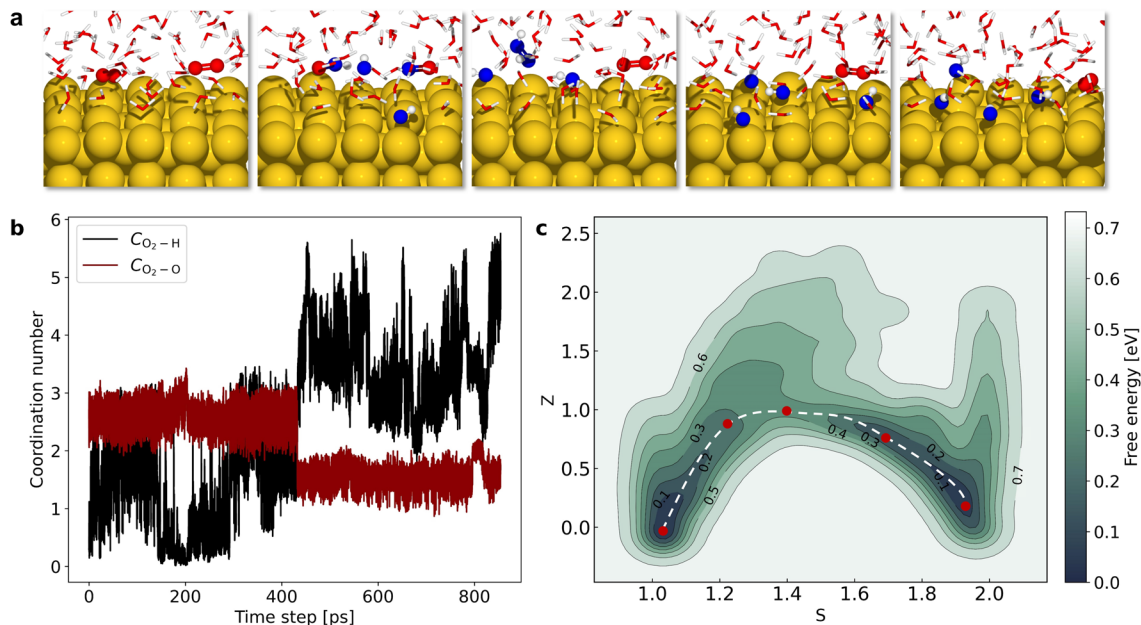 a
b
6
5
4
3
2
1
0
Coordination number
C O₂ − H
C O₂ − O
0 200 400 600 800
Time step [ps]
c
2.5
2.0
1.5
1.0
0.5
0.0
Z
0.6
0.3
0.2
0.1
0.5
0.4
0.3
0.2
0.1
0.7
1.0 1.2 1.4 1.6 1.8 2.0
S
0.7
0.6
0.5
0.4
0.3
0.2
0.1
0.0
Free energy [eV]